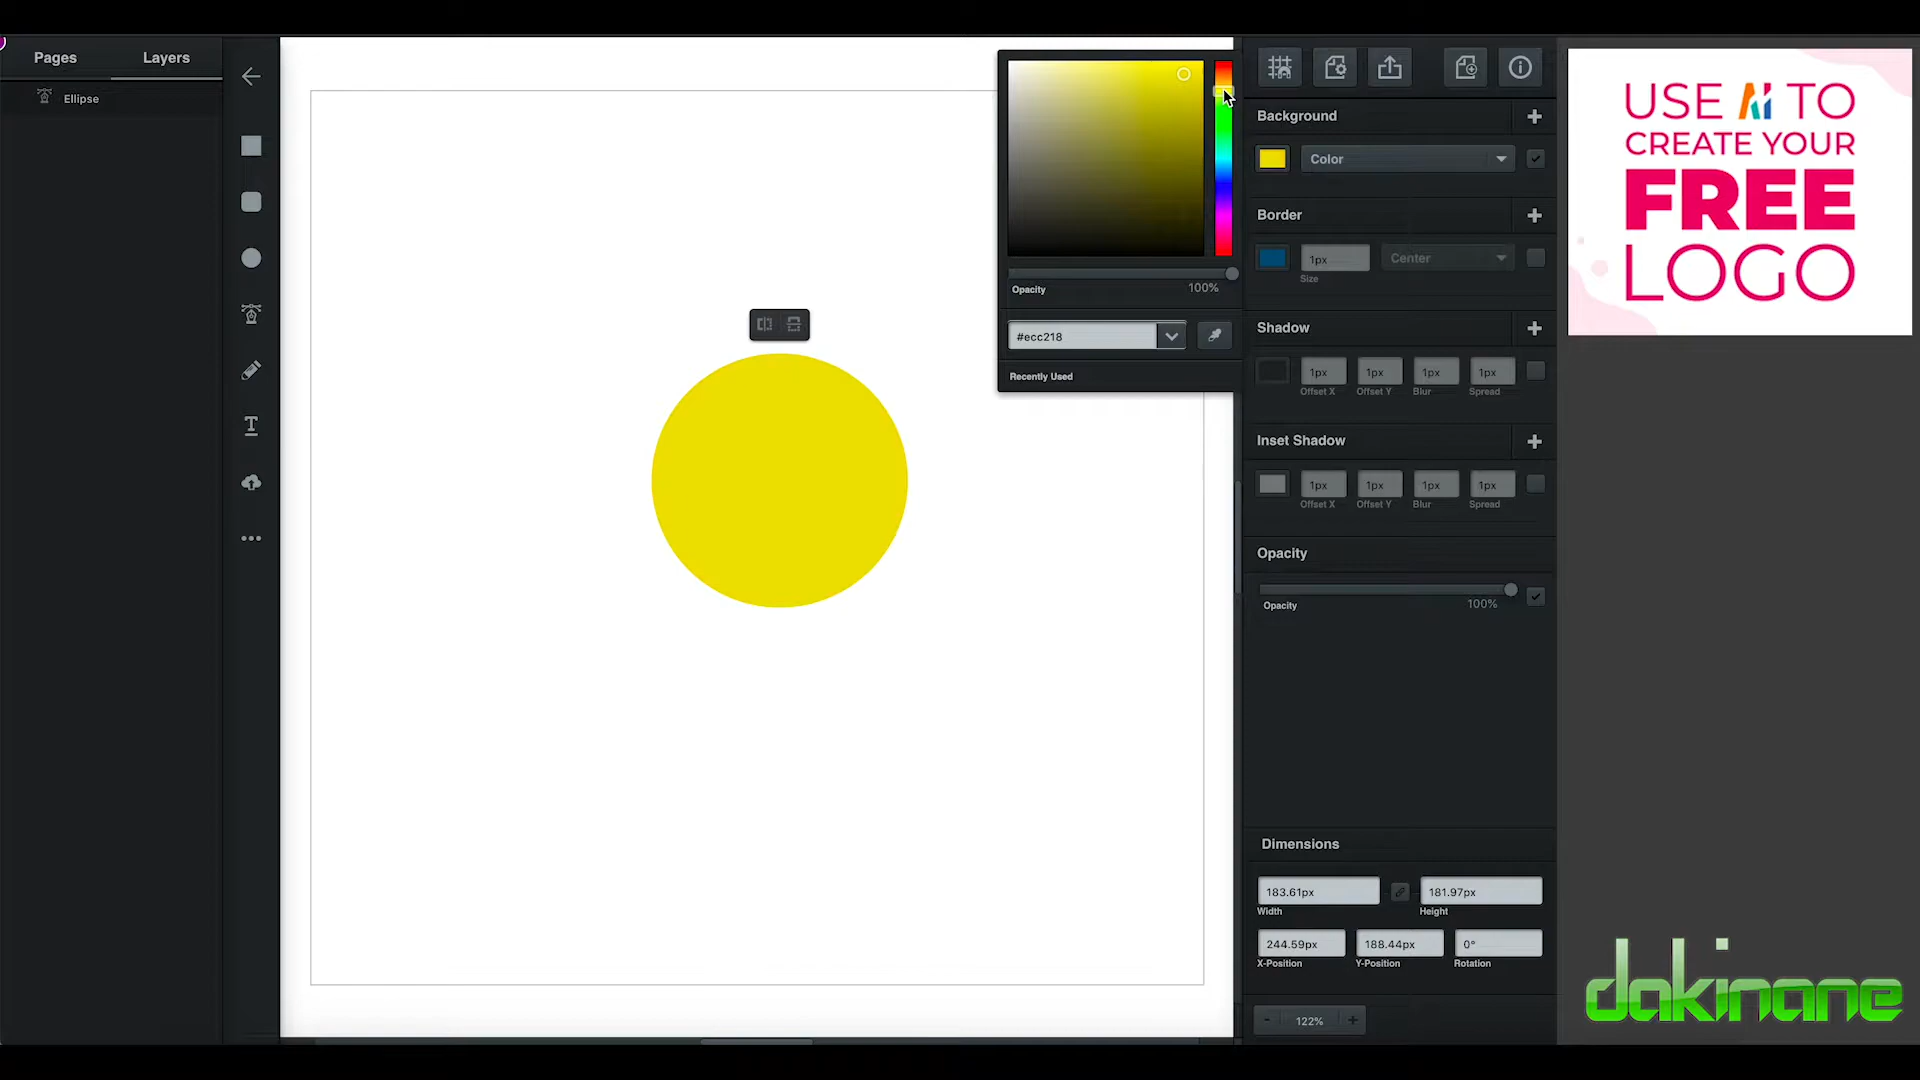 Pages
Layers
Ellipse
Opacity
100%
#ecc218
Recently Used
Background
Color
Border
1px
Center
Size
Shadow
1px 1px 1px 1px
Offset X Offset Y Blur Spread
Inset Shadow
1px 1px 1px 1px
Offset X Offset Y Blur Spread
Opacity
Opacity
100%
Dimensions
183.61px 181.97px
Width Height
244.59px 188.44px 0°
X-Position Y-Position Rotation
- 122% +
USE Ai TO
CREATE YOUR
FREE
LOGO
dakinane